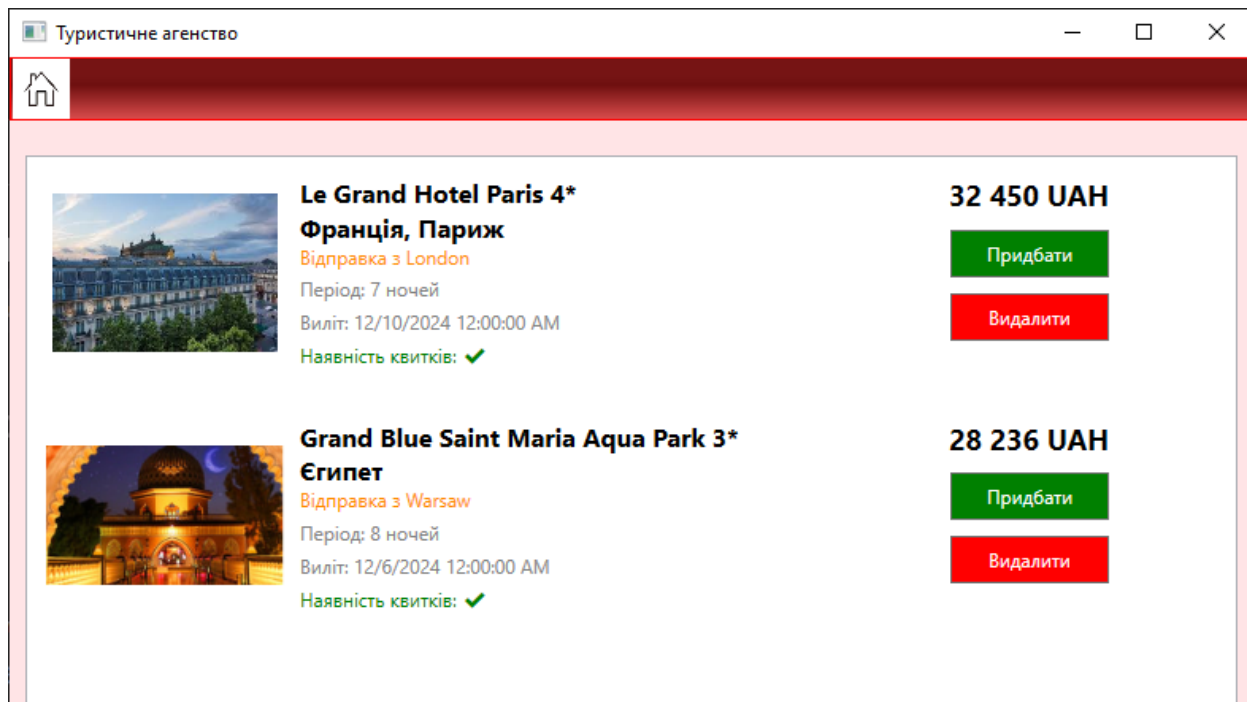 Туристичне агенство
Le Grand Hotel Paris 4*
Франція, Париж
Відправка з London
Період: 7 ночей
Виліт: 12/10/2024 12:00:00 AM
Наявність квитків: ✔
32 450 UAH
Придбати
Видалити
Grand Blue Saint Maria Aqua Park 3*
Єгипет
Відправка з Warsaw
Період: 8 ночей
Виліт: 12/6/2024 12:00:00 AM
Наявність квитків: ✔
28 236 UAH
Придбати
Видалити